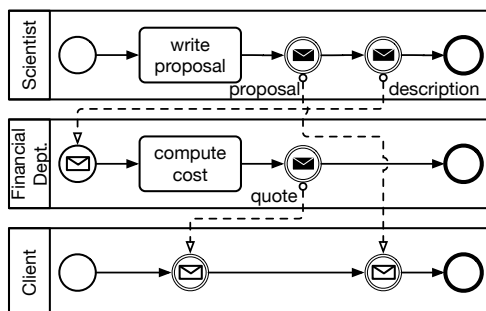 Scientist
write
proposal
proposal
description
Financial
Dept.
compute
cost
quote
Client